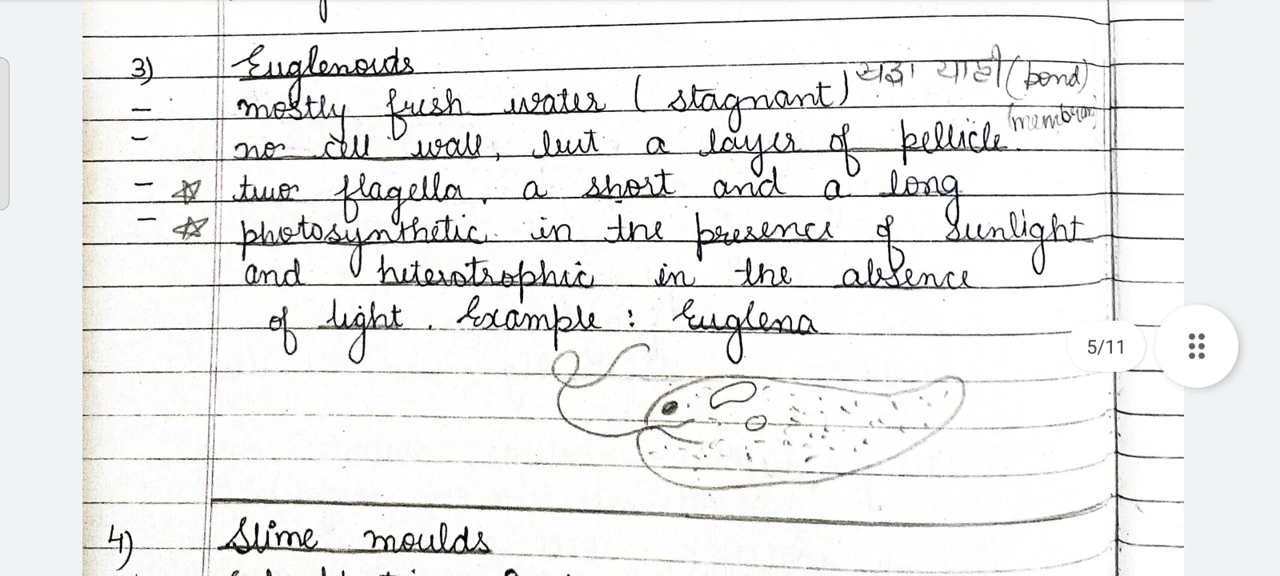 3) Euglenoids
- mostly fresh water (stagnant) (pond)
- no cell wall, but a layer of pellicle. (membran)
- ☆ two flagella, a short and a long
- ☆ photosynthetic in the presence of sunlight
and heterotrophic in the absence
of light. Example : Euglena
5/11
4) Slime moulds